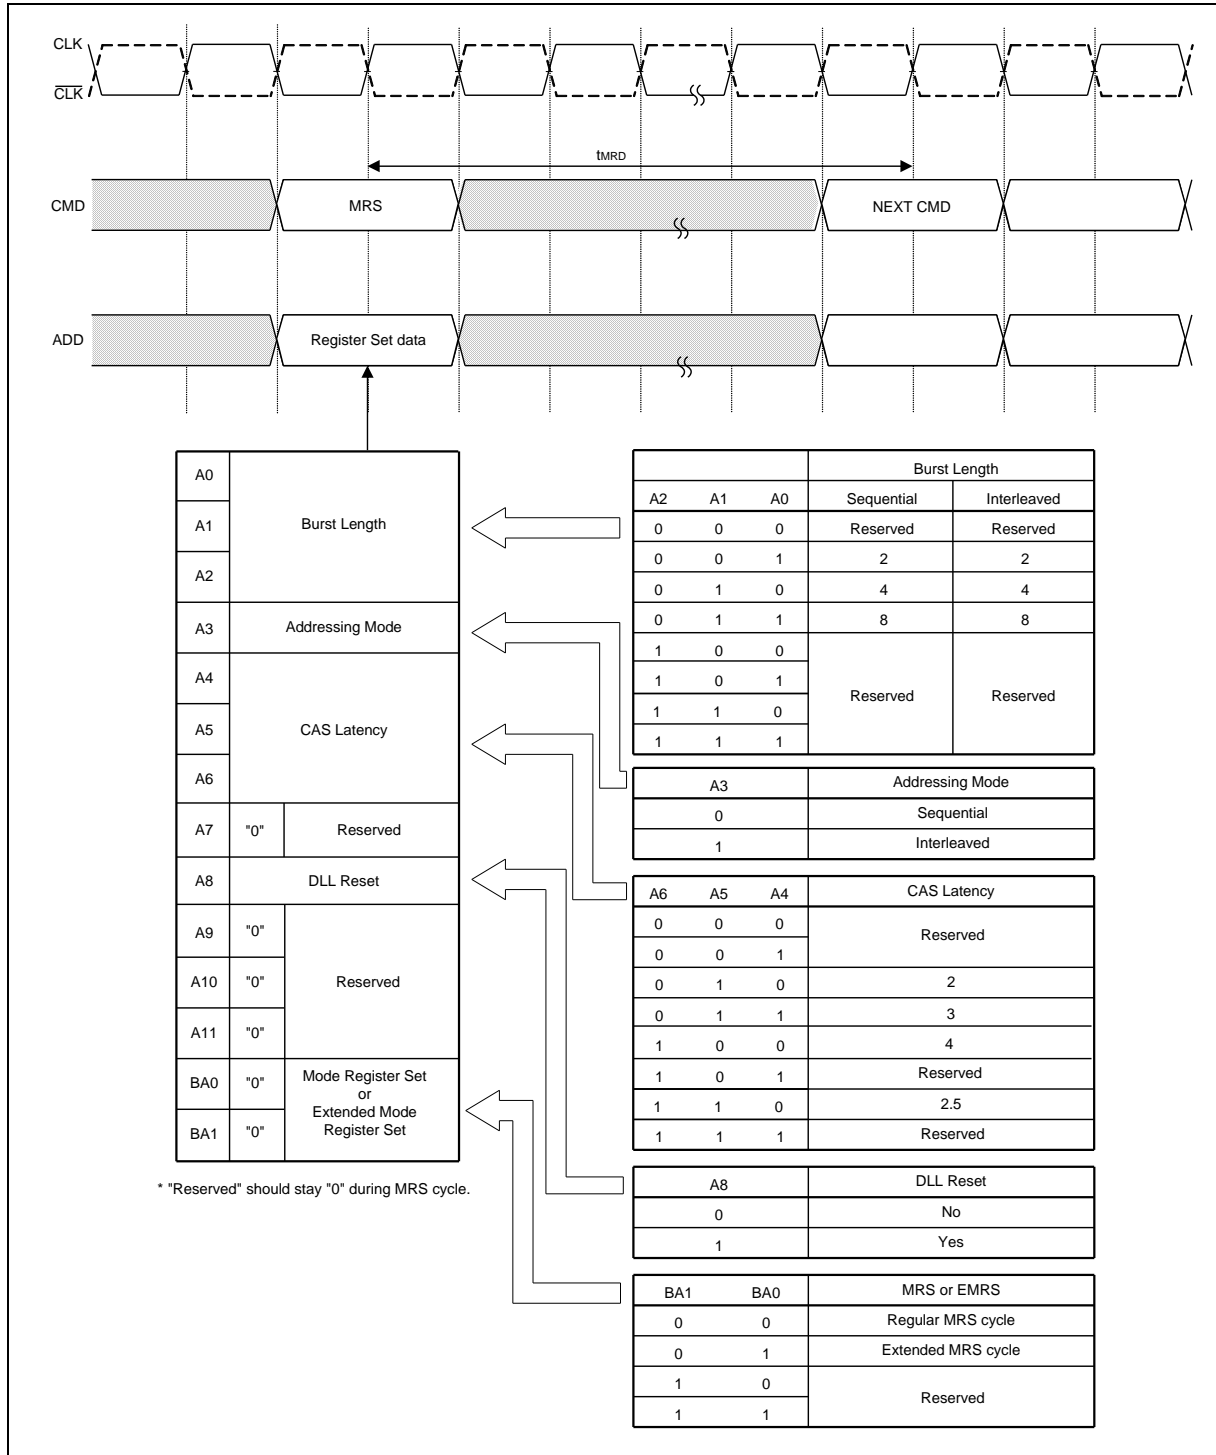 CLK
CLK
tMRD
CMD MRS NEXT CMD
ADD Register Set data
A0
A1 Burst Length
A2
A3 Addressing Mode
A4
A5 CAS Latency
A6
A7 "0" Reserved
A8 DLL Reset
A9 "0"
A10 "0" Reserved
A11 "0"
BA0 "0" Mode Register Set
or
Extended Mode
BA1 "0" Register Set
* "Reserved" should stay "0" during MRS cycle.
Burst Length
A2 A1 A0 Sequential Interleaved
0 0 0 Reserved Reserved
0 0 1 2 2
0 1 0 4 4
0 1 1 8 8
1 0 0
1 0 1 Reserved Reserved
1 1 0
1 1 1
A3 Addressing Mode
0 Sequential
1 Interleaved
A6 A5 A4 CAS Latency
0 0 0 Reserved
0 0 1
0 1 0 2
0 1 1 3
1 0 0 4
1 0 1 Reserved
1 1 0 2.5
1 1 1 Reserved
A8 DLL Reset
0 No
1 Yes
BA1 BA0 MRS or EMRS
0 0 Regular MRS cycle
0 1 Extended MRS cycle
1 0 Reserved
1 1